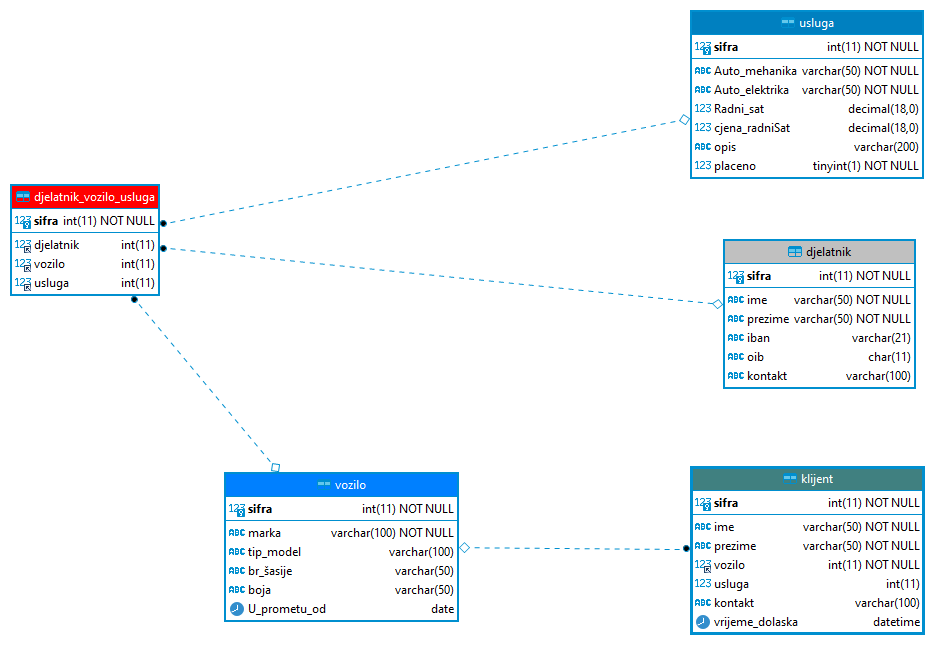 usluga
123 sifra int(11) NOT NULL
ABC Auto_mehanika varchar(50) NOT NULL
ABC Auto_elektrika varchar(50) NOT NULL
123 Radni_sat decimal(18,0)
123 cjena_radniSat decimal(18,0)
ABC opis varchar(200)
123 placeno tinyint(1) NOT NULL
djelatnik_vozilo_usluga
123 sifra int(11) NOT NULL
123 djelatnik int(11)
123 vozilo int(11)
123 usluga int(11)
djelatnik
123 sifra int(11) NOT NULL
ABC ime varchar(50) NOT NULL
ABC prezime varchar(50) NOT NULL
ABC iban varchar(21)
ABC oib char(11)
ABC kontakt varchar(100)
vozilo
123 sifra int(11) NOT NULL
ABC marka varchar(100) NOT NULL
ABC tip_model varchar(100)
ABC br_šasije varchar(50)
ABC boja varchar(50)
U_prometu_od date
klijent
123 sifra int(11) NOT NULL
ABC ime varchar(50) NOT NULL
ABC prezime varchar(50) NOT NULL
123 vozilo int(11) NOT NULL
123 usluga int(11)
ABC kontakt varchar(100)
vrijeme_dolaska datetime